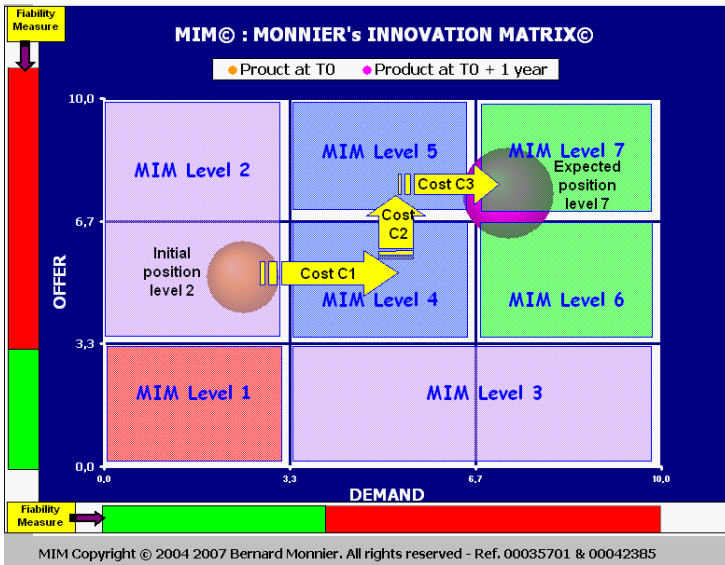 Fiability
Measure
MIM© : MONNIER's INNOVATION MATRIX©
Prouct at T0
Product at T0 + 1 year
10,0
MIM Level 5
MIM Level 7
MIM Level 2
Expected
position
level 7
Cost C3
6,7
Cost
C2
Initial
position
level 2
Cost C1
OFFER
MIM Level 4
MIM Level 6
3,3
MIM Level 1
MIM Level 3
0,0
0,0
3,3
6,7
10,0
DEMAND
Fiability
Measure
MIM Copyright © 2004 2007 Bernard Monnier. All rights reserved - Ref. 00035701 & 00042385